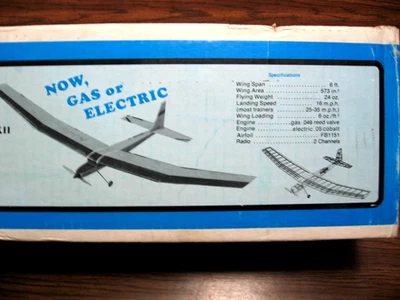 NOW,
GAS or
ELECTRIC
Specifications
Wing Span 6 ft.
Wing Area 573 in.²
Flying Weight 24 oz.
Landing Speed 16 m.p.h.
(most trainers 25-35 m.p.h.)
Wing Loading 6 oz./ft.²
Engine gas .049 reed valve
Engine electric .05 cobalt
Airfoil FB1151
Radio 2 Channels